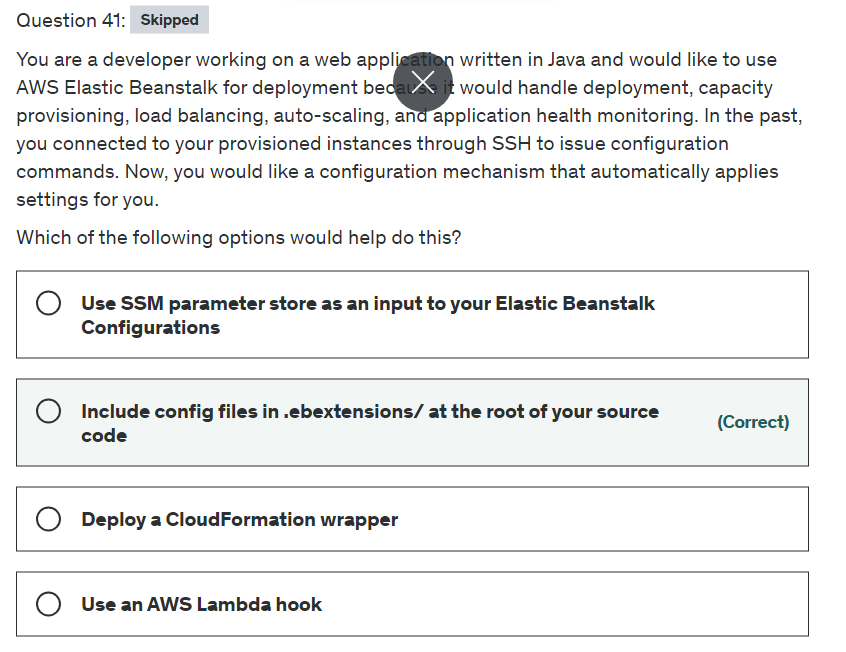 Question 41: Skipped
You are a developer working on a web application written in Java and would like to use
AWS Elastic Beanstalk for deployment because it would handle deployment, capacity
provisioning, load balancing, auto-scaling, and application health monitoring. In the past,
you connected to your provisioned instances through SSH to issue configuration
commands. Now, you would like a configuration mechanism that automatically applies
settings for you.
Which of the following options would help do this?
Use SSM parameter store as an input to your Elastic Beanstalk
Configurations
Include config files in .ebextensions/ at the root of your source
code
(Correct)
Deploy a CloudFormation wrapper
Use an AWS Lambda hook